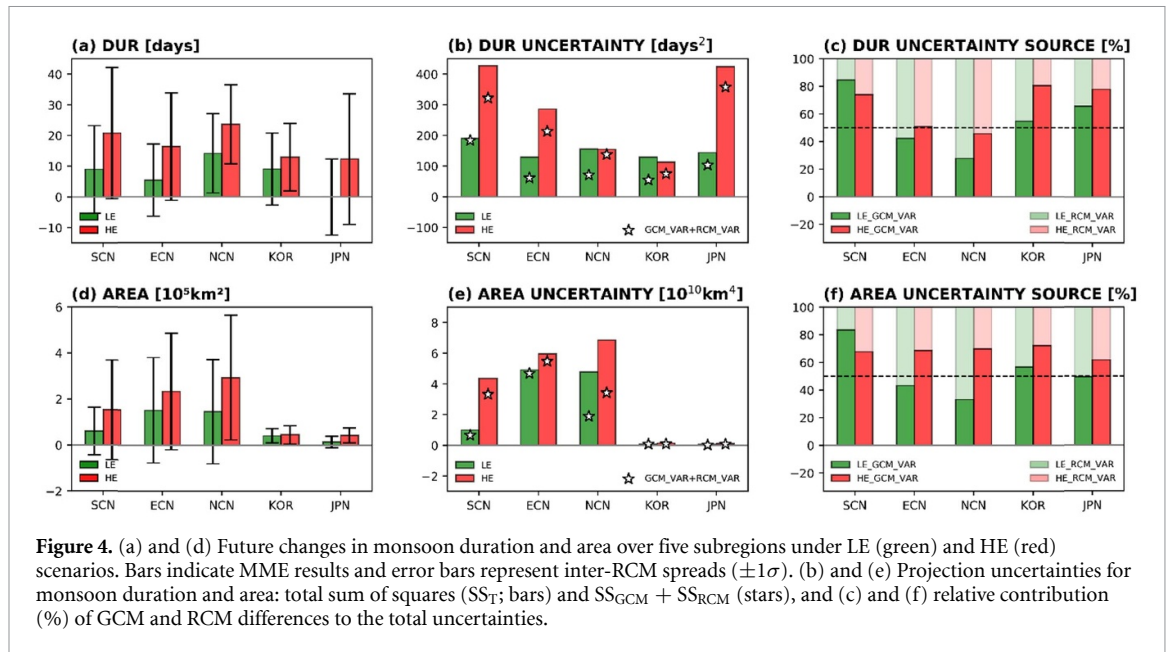 (a) DUR [days]
40
30
20
10
0
−10
LE
HE
SCN ECN NCN KOR JPN
(b) DUR UNCERTAINTY [days²]
400
300
200
100
0
−100
LE
HE
GCM_VAR+RCM_VAR
SCN ECN NCN KOR JPN
(c) DUR UNCERTAINTY SOURCE [%]
100
80
60
40
20
0
−20
LE_GCM_VAR
HE_GCM_VAR
LE_RCM_VAR
HE_RCM_VAR
SCN ECN NCN KOR JPN
(d) AREA [10⁵km²]
6
4
2
0
−2
LE
HE
SCN ECN NCN KOR JPN
(e) AREA UNCERTAINTY [10¹⁰km⁴]
8
6
4
2
0
−2
LE
HE
GCM_VAR+RCM_VAR
SCN ECN NCN KOR JPN
(f) AREA UNCERTAINTY SOURCE [%]
100
80
60
40
20
0
−20
LE_GCM_VAR
HE_GCM_VAR
LE_RCM_VAR
HE_RCM_VAR
SCN ECN NCN KOR JPN
Figure 4. (a) and (d) Future changes in monsoon duration and area over five subregions under LE (green) and HE (red)
scenarios. Bars indicate MME results and error bars represent inter-RCM spreads (±1σ). (b) and (e) Projection uncertainties for
monsoon duration and area: total sum of squares (SS_T; bars) and SS_GCM + SS_RCM (stars), and (c) and (f) relative contribution
(%) of GCM and RCM differences to the total uncertainties.